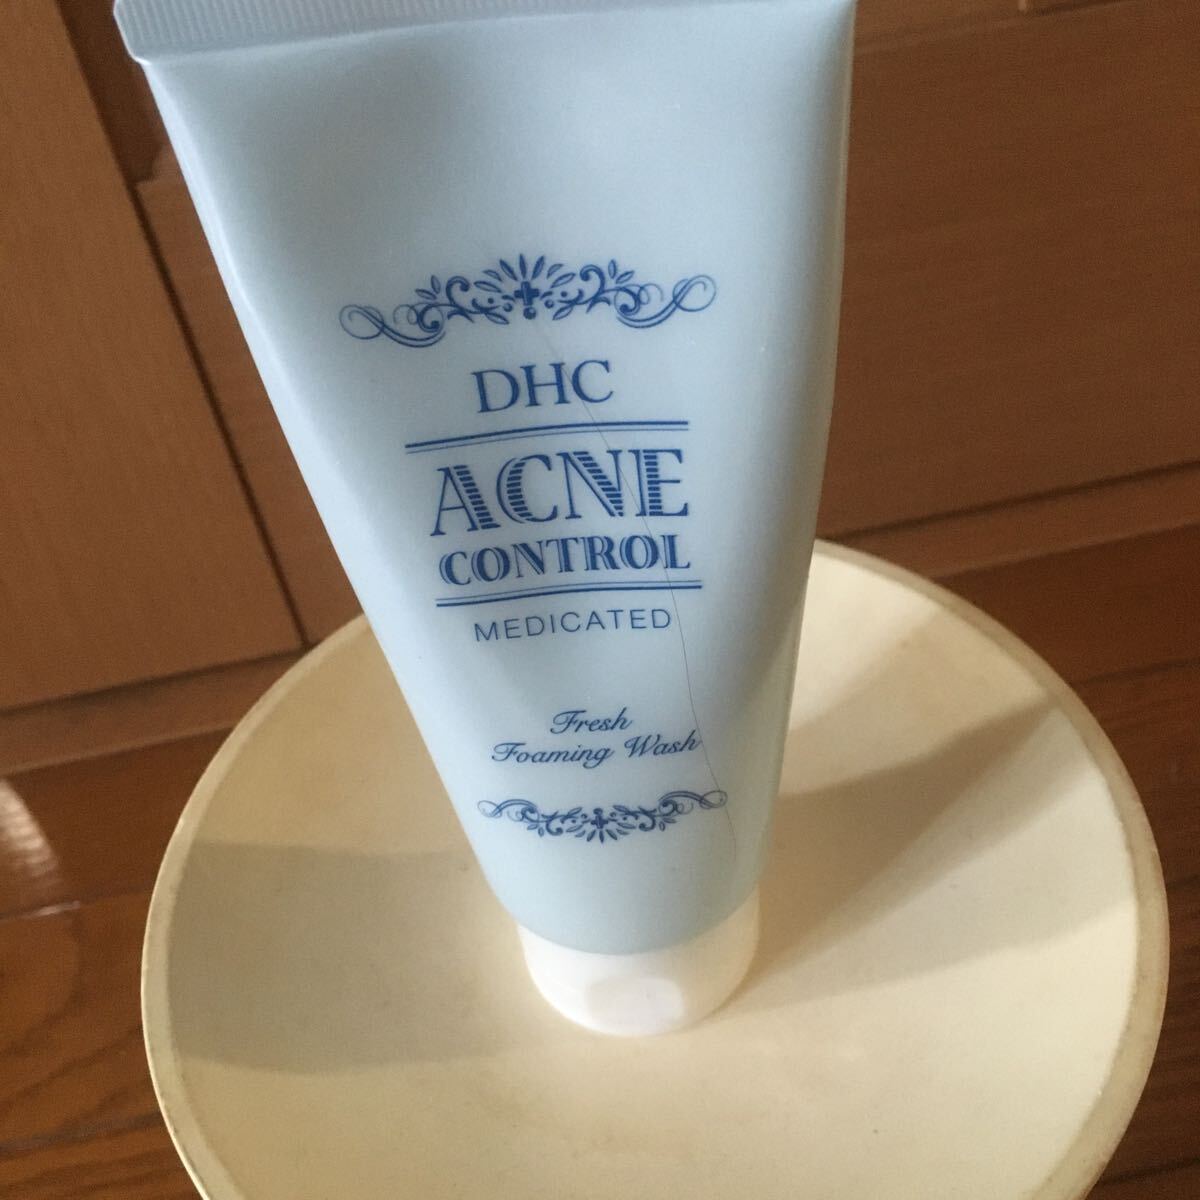 DHC
ACNE
CONTROL
MEDICATED
Fresh
Foaming Wash